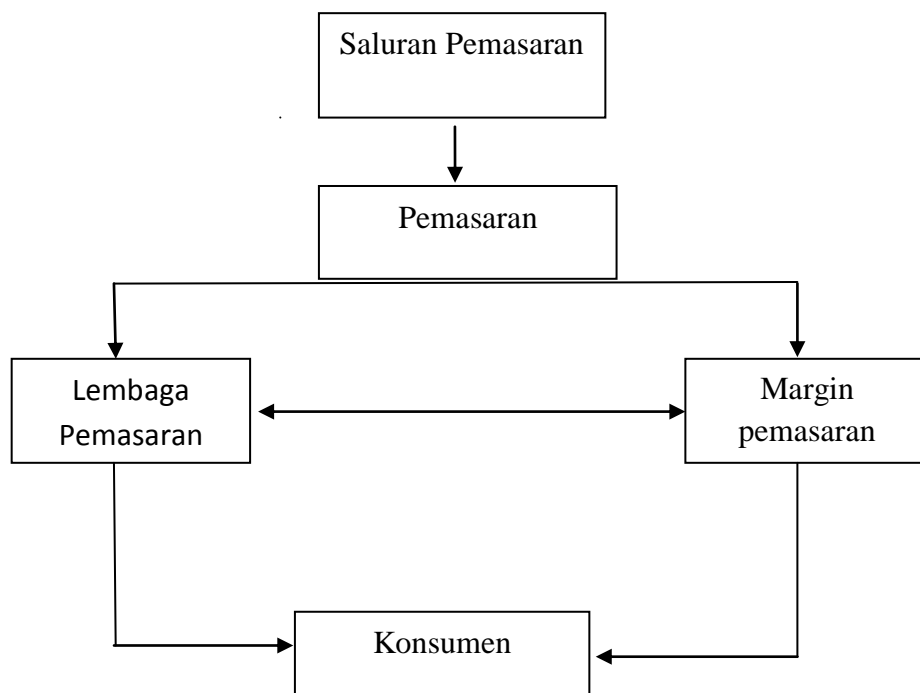 Saluran Pemasaran
Pemasaran
Lembaga
Pemasaran
Margin
pemasaran
Konsumen